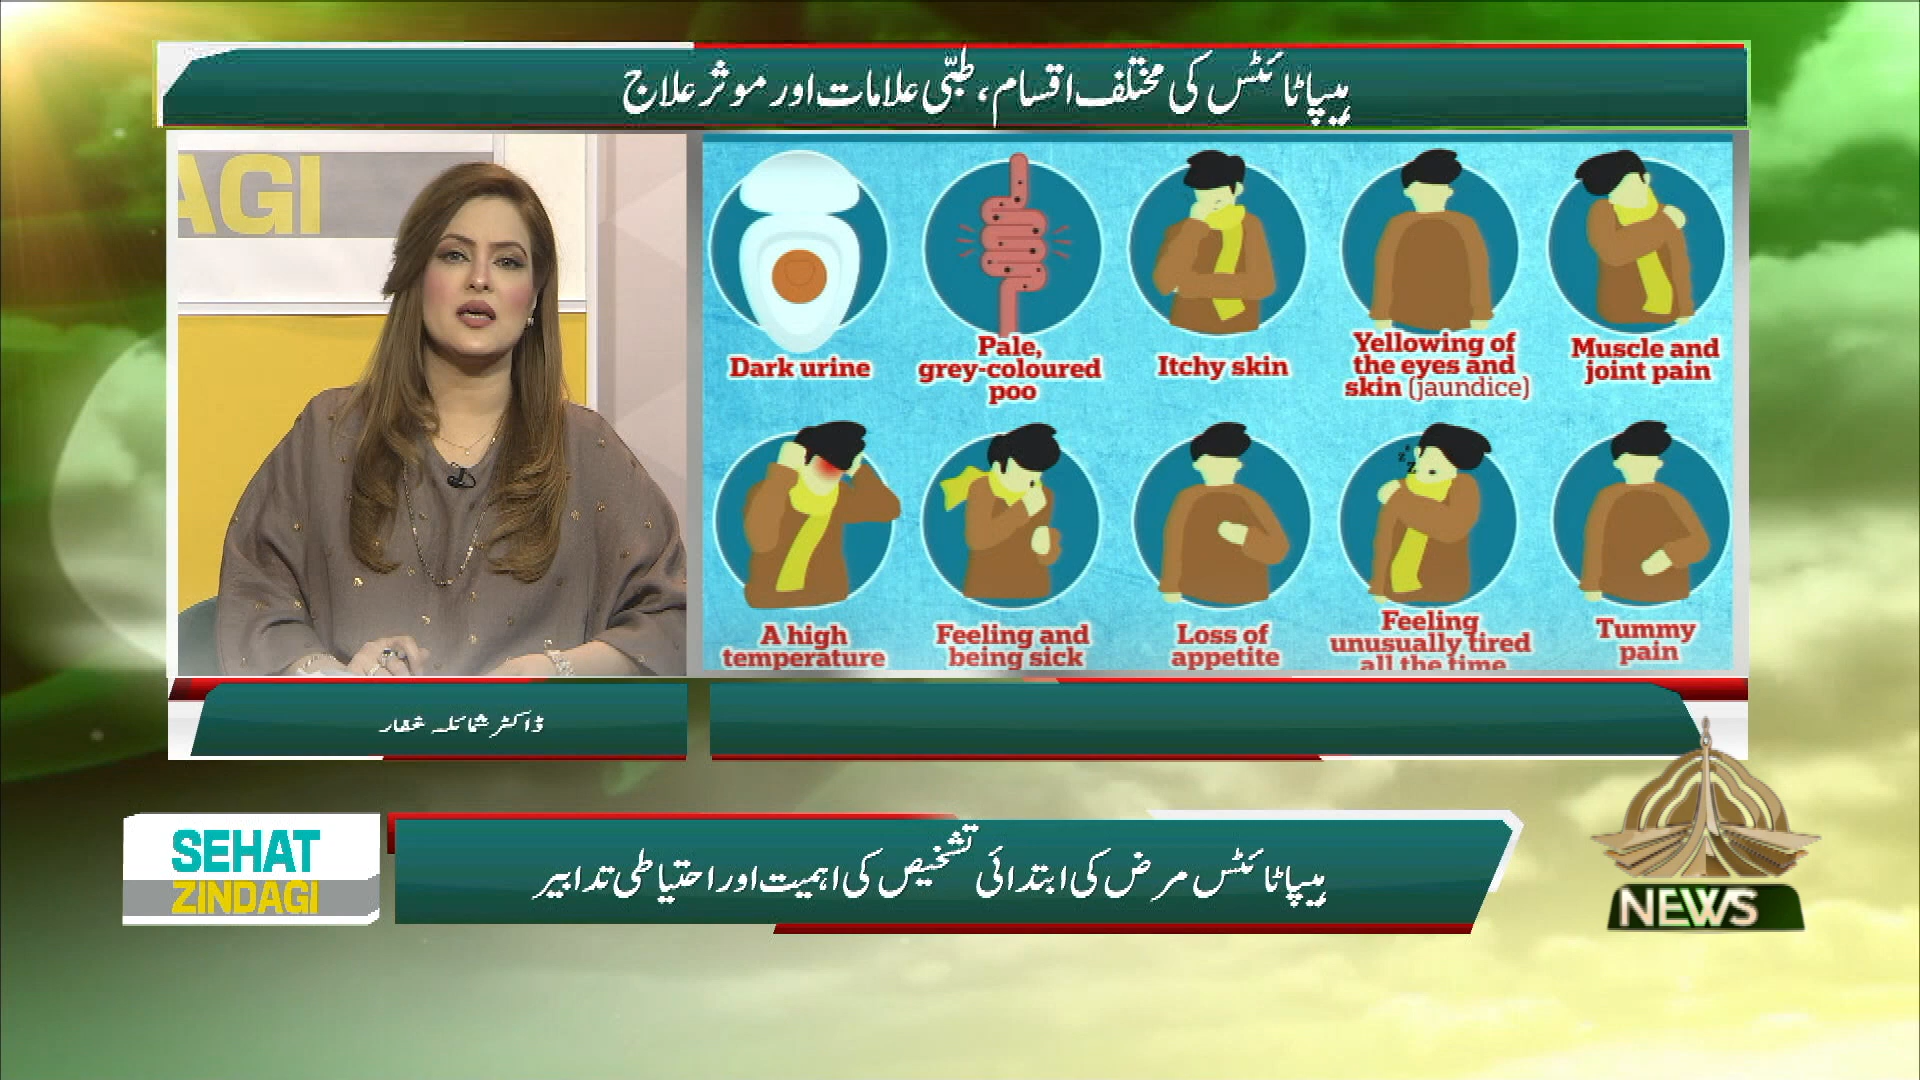 ہیپاٹائٹس کی مختلف اقسام، طبّی علامات اور موثر علاج
AGI
Dark urine
Pale,
grey-coloured
poo
Itchy skin
Yellowing of
the eyes and
skin (jaundice)
Muscle and
joint pain
A high
temperature
Feeling and
being sick
Loss of
appetite
Feeling
unusually tired
all the time
Tummy
pain
ڈاکٹر شمائلہ غفار
SEHAT
ZINDAGI
ہیپاٹائٹس مرض کی ابتدائی تشخیص کی اہمیت اور احتیاطی تدابیر
NEWS